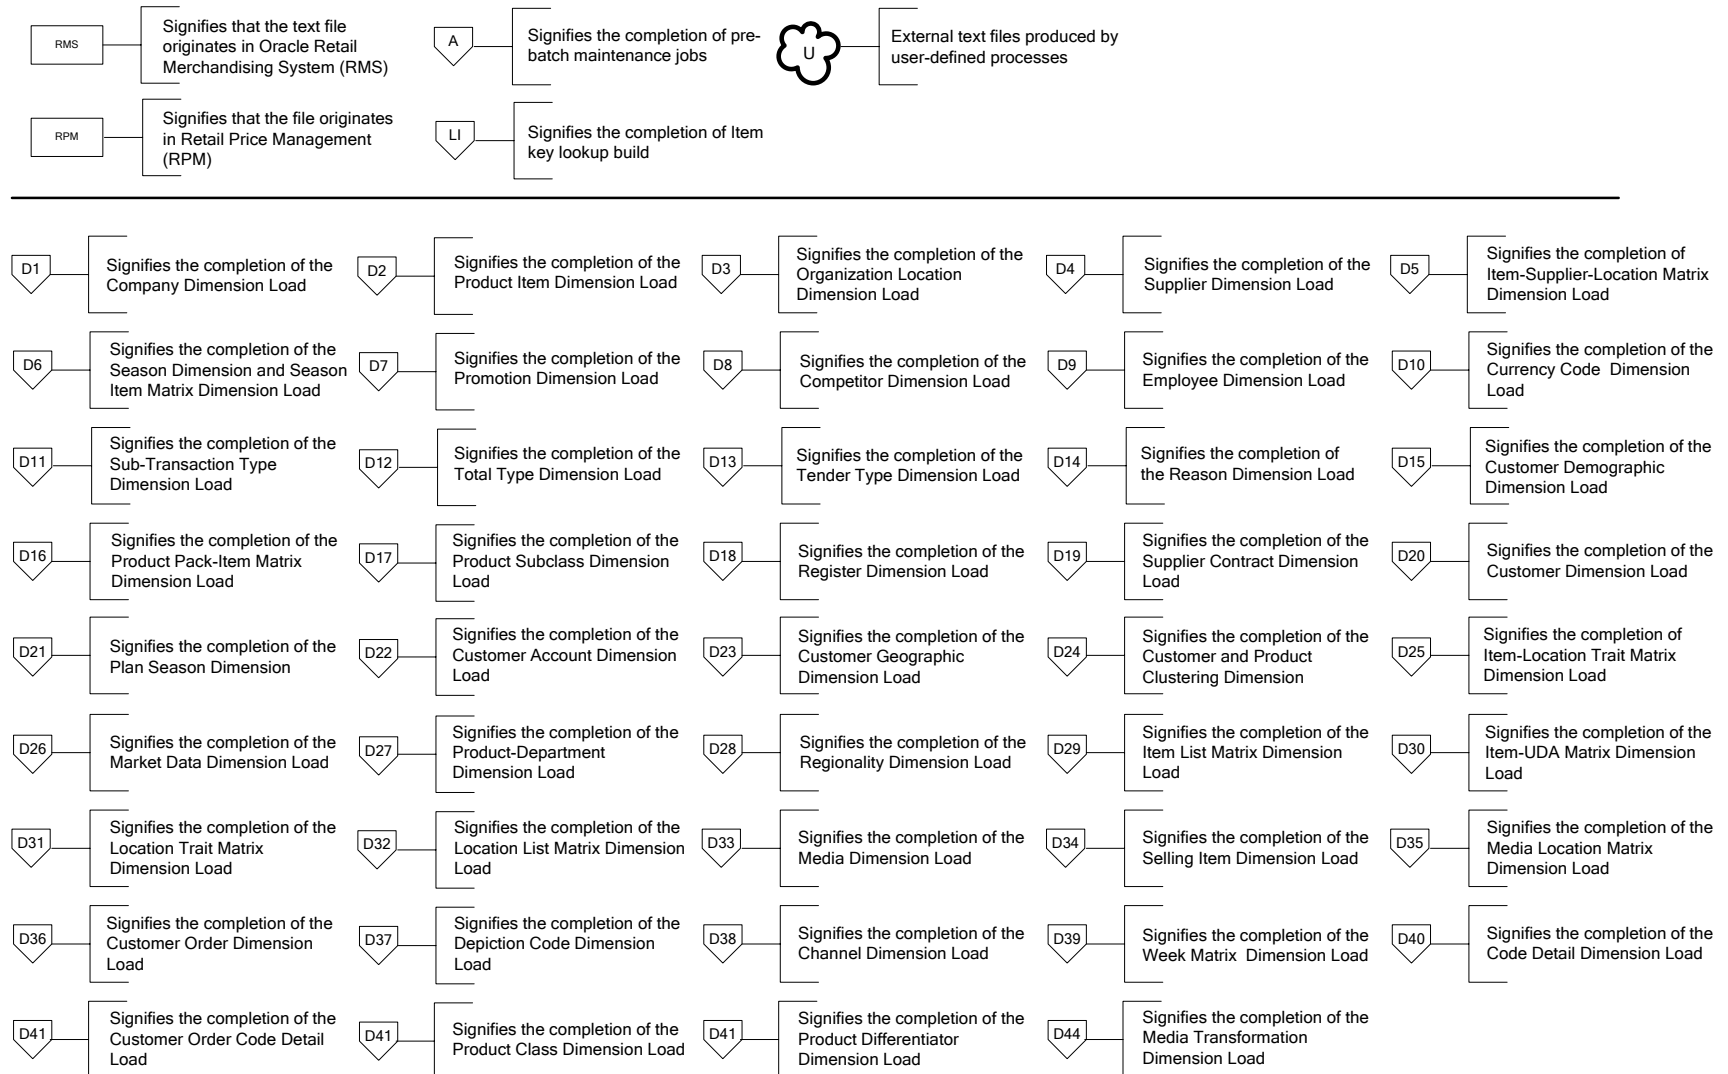 RMS
Signifies that the text file
originates in Oracle Retail
Merchandising System (RMS)
A
Signifies the completion of pre-
batch maintenance jobs
U
External text files produced by
user-defined processes
RPM
Signifies that the file originates
in Retail Price Management
(RPM)
LI
Signifies the completion of Item
key lookup build
D1
Signifies the completion of the
Company Dimension Load
D2
Signifies the completion of the
Product Item Dimension Load
D3
Signifies the completion of the
Organization Location
Dimension Load
D4
Signifies the completion of the
Supplier Dimension Load
D5
Signifies the completion of
Item-Supplier-Location Matrix
Dimension Load
D6
Signifies the completion of the
Season Dimension and Season
Item Matrix Dimension Load
D7
Signifies the completion of the
Promotion Dimension Load
D8
Signifies the completion of the
Competitor Dimension Load
D9
Signifies the completion of the
Employee Dimension Load
D10
Signifies the completion of the
Currency Code  Dimension
Load
D11
Signifies the completion of the
Sub-Transaction Type
Dimension Load
D12
Signifies the completion of the
Total Type Dimension Load
D13
Signifies the completion of the
Tender Type Dimension Load
D14
Signifies the completion of
the Reason Dimension Load
D15
Signifies the completion of the
Customer Demographic
Dimension Load
D16
Signifies the completion of the
Product Pack-Item Matrix
Dimension Load
D17
Signifies the completion of the
Product Subclass Dimension
Load
D18
Signifies the completion of the
Register Dimension Load
D19
Signifies the completion of the
Supplier Contract Dimension
Load
D20
Signifies the completion of the
Customer Dimension Load
D21
Signifies the completion of the
Plan Season Dimension
D22
Signifies the completion of the
Customer Account Dimension
Load
D23
Signifies the completion of the
Customer Geographic
Dimension Load
D24
Signifies the completion of the
Customer and Product
Clustering Dimension
D25
Signifies the completion of
Item-Location Trait Matrix
Dimension Load
D26
Signifies the completion of the
Market Data Dimension Load
D27
Signifies the completion of the
Product-Department
Dimension Load
D28
Signifies the completion of the
Regionality Dimension Load
D29
Signifies the completion of the
Item List Matrix Dimension
Load
D30
Signifies the completion of the
Item-UDA Matrix Dimension
Load
D31
Signifies the completion of the
Location Trait Matrix
Dimension Load
D32
Signifies the completion of the
Location List Matrix Dimension
Load
D33
Signifies the completion of the
Media Dimension Load
D34
Signifies the completion of the
Selling Item Dimension Load
D35
Signifies the completion of the
Media Location Matrix
Dimension Load
D36
Signifies the completion of the
Customer Order Dimension
Load
D37
Signifies the completion of the
Depiction Code Dimension
Load
D38
Signifies the completion of the
Channel Dimension Load
D39
Signifies the completion of the
Week Matrix  Dimension Load
D40
Signifies the completion of the
Code Detail Dimension Load
D41
Signifies the completion of the
Customer Order Code Detail
Load
D41
Signifies the completion of the
Product Class Dimension Load
D41
Signifies the completion of the
Product Differentiator
Dimension Load
D44
Signifies the completion of the
Media Transformation
Dimension Load